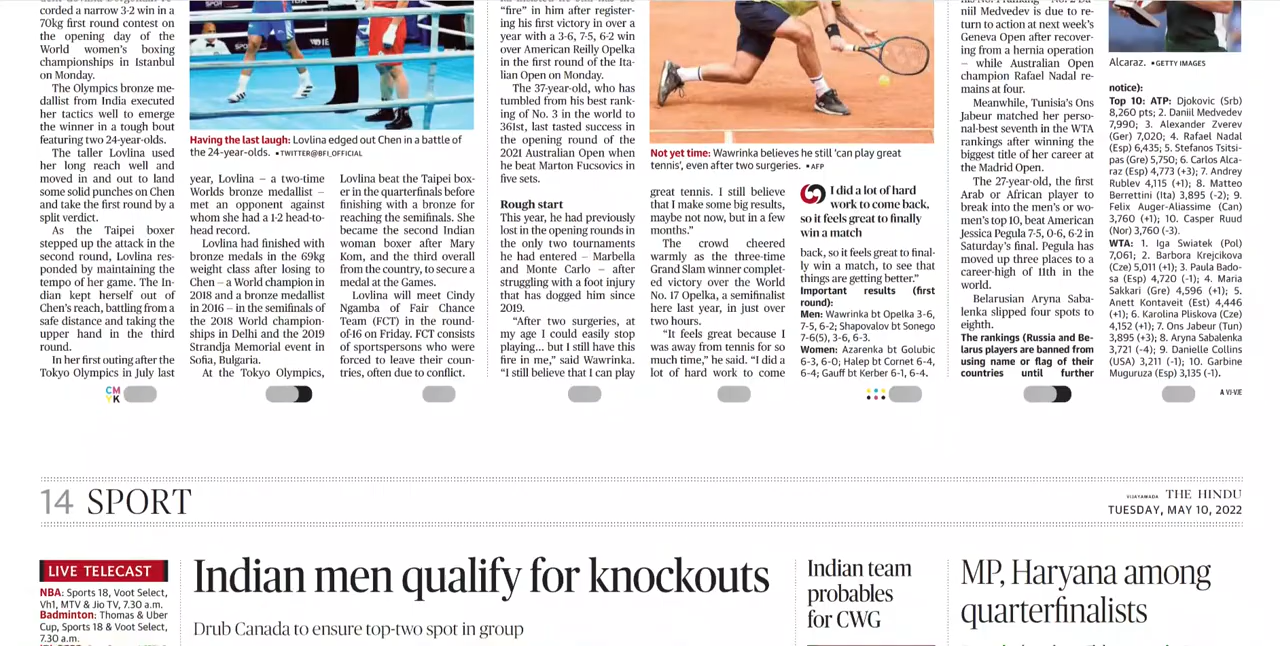 corded a narrow 3-2 win in a
70kg first round contest on
the opening day of the
World women's boxing
championships in Istanbul
on Monday.
The Olympics bronze me-
dallist from India executed
her tactics well to emerge
the winner in a tough bout
featuring two 24-year-olds.
The taller Lovlina used
her long reach well and
moved in and out to land
some solid punches on Chen
and take the first round by a
split verdict.
As the Taipei boxer
stepped up the attack in the
second round, Lovlina res-
ponded by maintaining the
tempo of her game. The In-
dian kept herself out of
Chen's reach, battling from a
safe distance and taking the
upper hand in the third
round.
In her first outing after the
Tokyo Olympics in July last
Having the last laugh: Lovlina edged out Chen in a battle of
the 24-year-olds. •TWITTER@BFI_OFFICIAL
year, Lovlina – a two-time
Worlds bronze medallist –
met an opponent against
whom she had a 1-2 head-to-
head record.
Lovlina had finished with
bronze medals in the 69kg
weight class after losing to
Chen – a World champion in
2018 and a bronze medallist
in 2016 – in the semifinals of
the 2018 World champion-
ships in Delhi and the 2019
Strandja Memorial event in
Sofia, Bulgaria.
At the Tokyo Olympics,
Lovlina beat the Taipei box-
er in the quarterfinals before
finishing with a bronze for
reaching the semifinals. She
became the second Indian
woman boxer after Mary
Kom, and the third overall
from the country, to secure a
medal at the Games.
Lovlina will meet Cindy
Ngamba of Fair Chance
Team (FCT) in the round-
of-16 on Friday. FCT consists
of sportspersons who were
forced to leave their coun-
tries, often due to conflict.
"fire" in him after register-
ing his first victory in over a
year with a 3-6, 7-5, 6-2 win
over American Reilly Opelka
in the first round of the Ita-
lian Open on Monday.
The 37-year-old, who has
tumbled from his best rank-
ing of No. 3 in the world to
361st, last tasted success in
the opening round of the
2021 Australian Open when
he beat Marton Fucsovics in
five sets.
Rough start
This year, he had previously
lost in the opening rounds in
the only two tournaments
he had entered – Marbella
and Monte Carlo – after
struggling with a foot injury
that has dogged him since
2019.
"After two surgeries, at
my age I could easily stop
playing... but I still have this
fire in me," said Wawrinka.
"I still believe that I can play
Not yet time: Wawrinka believes he still 'can play great
tennis', even after two surgeries. •AFP
great tennis. I still believe
that I make some big results,
maybe not now, but in a few
months."
The crowd cheered
warmly as the three-time
Grand Slam winner complet-
ed victory over the World
No. 17 Opelka, a semifinalist
here last year, in just over
two hours.
"It feels great because I
was away from tennis for so
much time," he said. "I did a
lot of hard work to come
I did a lot of hard
work to come back,
so it feels great to finally
win a match
back, so it feels great to final-
ly win a match, to see that
things are getting better."
Important results (first
round):
Men: Wawrinka bt Opelka 3-6,
7-5, 6-2; Shapovalov bt Sonego
7-6(5), 3-6, 6-3.
Women: Azarenka bt Golubic
6-3, 6-0; Halep bt Cornet 6-4,
6-4; Gauff bt Kerber 6-1, 6-4.
niil Medvedev is due to re-
turn to action at next week's
Geneva Open after recover-
ing from a hernia operation
– while Australian Open
champion Rafael Nadal re-
mains at four.
Meanwhile, Tunisia's Ons
Jabeur matched her person-
al-best seventh in the WTA
rankings after winning the
biggest title of her career at
the Madrid Open.
The 27-year-old, the first
Arab or African player to
break into the men's or wo-
men's top 10, beat American
Jessica Pegula 7-5, 0-6, 6-2 in
Saturday's final. Pegula has
moved up three places to a
career-high of 11th in the
world.
Belarusian Aryna Saba-
lenka slipped four spots to
eighth.
The rankings (Russia and Be-
larus players are banned from
using name or flag of their
countries until further
Alcaraz. •GETTY IMAGES
notice):
Top 10: ATP: Djokovic (Srb)
8,260 pts; 2. Daniil Medvedev
7,990; 3. Alexander Zverev
(Ger) 7,020; 4. Rafael Nadal
(Esp) 6,435; 5. Stefanos Tsitsi-
pas (Gre) 5,750; 6. Carlos Alca-
raz (Esp) 4,773 (+3); 7. Andrey
Rublev 4,115 (+1); 8. Matteo
Berrettini (Ita) 3,895 (-2); 9.
Felix Auger-Aliassime (Can)
3,760 (+1); 10. Casper Ruud
(Nor) 3,760 (-3).
WTA: 1. Iga Swiatek (Pol)
7,061; 2. Barbora Krejcikova
(Cze) 5,011 (+1); 3. Paula Bado-
sa (Esp) 4,720 (-1); 4. Maria
Sakkari (Gre) 4,596 (+1); 5.
Anett Kontaveit (Est) 4,446
(+1); 6. Karolina Pliskova (Cze)
4,152 (+1); 7. Ons Jabeur (Tun)
3,895 (+3); 8. Aryna Sabalenka
3,721 (-4); 9. Danielle Collins
(USA) 3,211 (-1); 10. Garbine
Muguruza (Esp) 3,135 (-1).
CM
YK
A VI-VIE
14 SPORT
VIJAYAWADA THE HINDU
TUESDAY, MAY 10, 2022
LIVE TELECAST
NBA: Sports 18, Voot Select,
Vh1, MTV & Jio TV, 7.30 a.m.
Badminton: Thomas & Uber
Cup, Sports 18 & Voot Select,
7.30 a.m.
Indian men qualify for knockouts
Drub Canada to ensure top-two spot in group
Indian team
probables
for CWG
MP, Haryana among
quarterfinalists